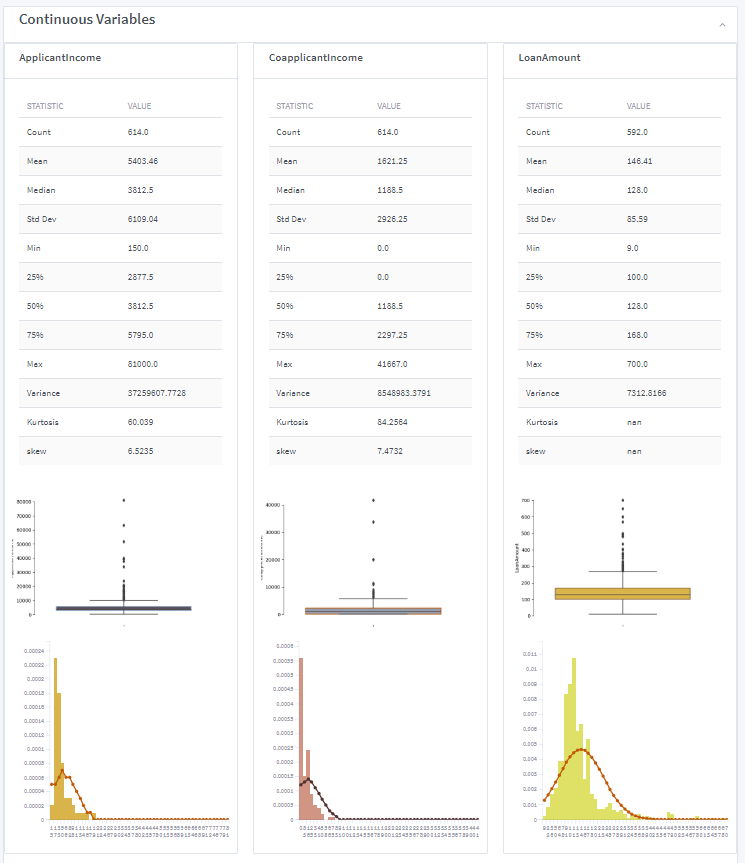 Continuous Variables
ApplicantIncome
STATISTIC VALUE
Count 614.0
Mean 5403.46
Median 3812.5
Std Dev 6109.04
Min 150.0
25% 2877.5
50% 3812.5
75% 5795.0
Max 81000.0
Variance 37259607.7728
Kurtosis 60.039
skew 6.5235
80000
70000
60000
50000
40000
30000
20000
10000
0
0.00024
0.00022
0.0002
0.00018
0.00016
0.00014
0.00012
0.0001
0.00008
0.00006
0.00004
0.00002
0
CoapplicantIncome
STATISTIC VALUE
Count 614.0
Mean 1621.25
Median 1188.5
Std Dev 2926.25
Min 0.0
25% 0.0
50% 1188.5
75% 2297.25
Max 41667.0
Variance 8548983.3791
Kurtosis 84.2564
skew 7.4732
40000
30000
20000
10000
0
0.0006
0.00055
0.0005
0.00045
0.0004
0.00035
0.0003
0.00025
0.0002
0.00015
0.0001
0.00005
0
LoanAmount
STATISTIC VALUE
Count 592.0
Mean 146.41
Median 128.0
Std Dev 85.59
Min 9.0
25% 100.0
50% 128.0
75% 168.0
Max 700.0
Variance 7312.8166
Kurtosis nan
skew nan
700
600
500
400
300
200
100
0
LoanAmount
0.011
0.01
0.009
0.008
0.007
0.006
0.005
0.004
0.003
0.002
0.001
0